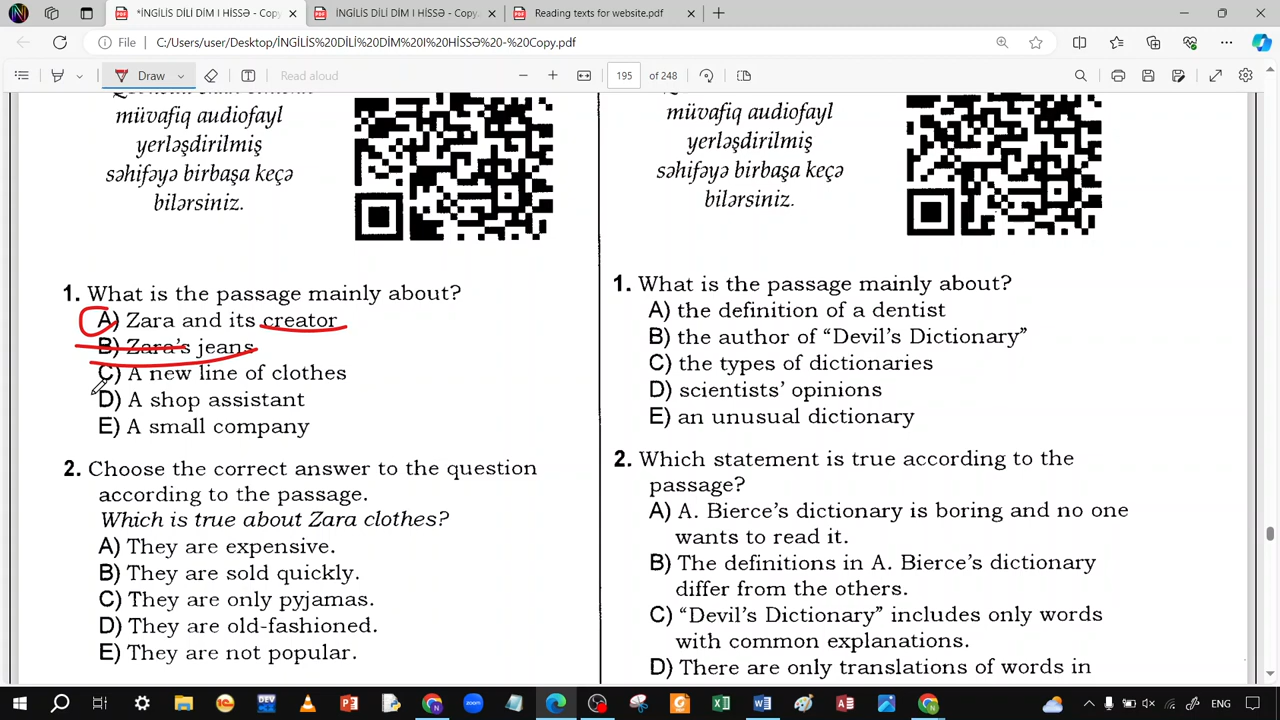 *İNGİLİS DİLİ DİM I HİSSƏ - Cop
İNGİLİS DİLİ DİM I HİSSƏ - Copy.
Reading texts for website.pdf
File
C:/Users/user/Desktop/İNGİLİS%20DİLİ%20DİM%20I%20HİSSƏ%20-%20Copy.pdf
Draw
Read aloud
195 of 248
müvafiq audiofayl
yerləşdirilmiş
səhifəyə birbaşa keçə
bilərsiniz.
1. What is the passage mainly about?
A) Zara and its creator
B) Zara's jeans
C) A new line of clothes
D) A shop assistant
E) A small company
2. Choose the correct answer to the question
according to the passage.
Which is true about Zara clothes?
A) They are expensive.
B) They are sold quickly.
C) They are only pyjamas.
D) They are old-fashioned.
E) They are not popular.
müvafiq audiofayl
yerləşdirilmiş
səhifəyə birbaşa keçə
bilərsiniz.
1. What is the passage mainly about?
A) the definition of a dentist
B) the author of “Devil's Dictionary”
C) the types of dictionaries
D) scientists' opinions
E) an unusual dictionary
2. Which statement is true according to the
passage?
A) A. Bierce's dictionary is boring and no one
wants to read it.
B) The definitions in A. Bierce's dictionary
differ from the others.
C) “Devil's Dictionary” includes only words
with common explanations.
D) There are only translations of words in
ENG